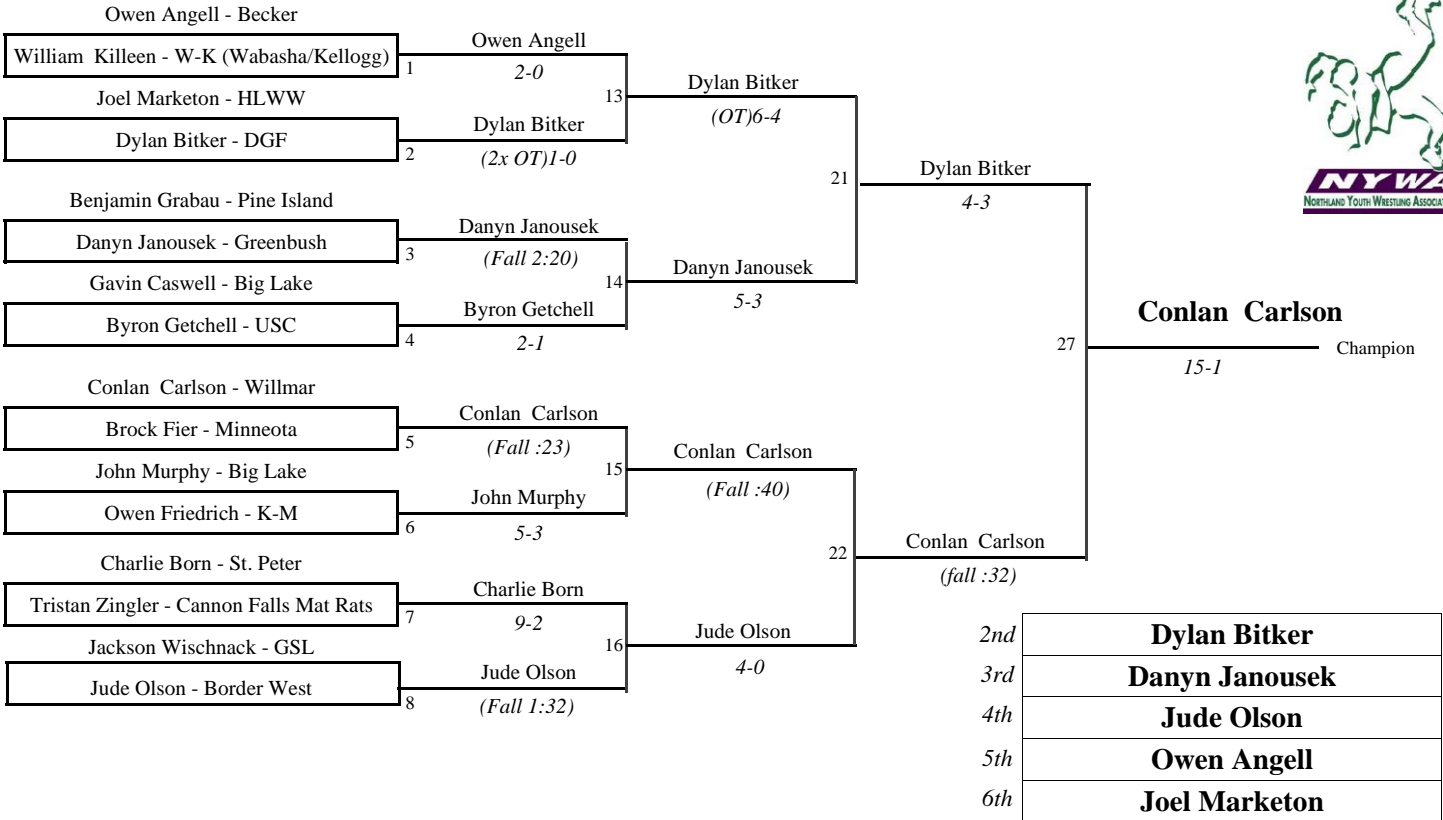 Owen Angell - Becker
William  Killeen - W-K (Wabasha/Kellogg)
1
Owen Angell
2-0
Joel Marketon - HLWW
Dylan Bitker - DGF
2
Dylan Bitker
(2x OT)1-0
13
Dylan Bitker
(OT)6-4
Benjamin Grabau - Pine Island
Danyn Janousek - Greenbush
3
Danyn Janousek
(Fall 2:20)
Gavin Caswell - Big Lake
Byron Getchell - USC
4
Byron Getchell
2-1
14
Danyn Janousek
5-3
21
Dylan Bitker
4-3
Conlan  Carlson - Willmar
Brock Fier - Minneota
5
Conlan  Carlson
(Fall :23)
John Murphy - Big Lake
Owen Friedrich - K-M
6
John Murphy
5-3
15
Conlan  Carlson
(Fall :40)
Charlie Born - St. Peter
Tristan Zingler - Cannon Falls Mat Rats
7
Charlie Born
9-2
Jackson Wischnack - GSL
Jude Olson - Border West
8
Jude Olson
(Fall 1:32)
16
Jude Olson
4-0
22
Conlan  Carlson
(fall :32)
27
Conlan  Carlson
15-1
Champion
NYWA
NORTHLAND YOUTH WRESTLING
2nd Dylan Bitker
3rd Danyn Janousek
4th Jude Olson
5th Owen Angell
6th Joel Marketon